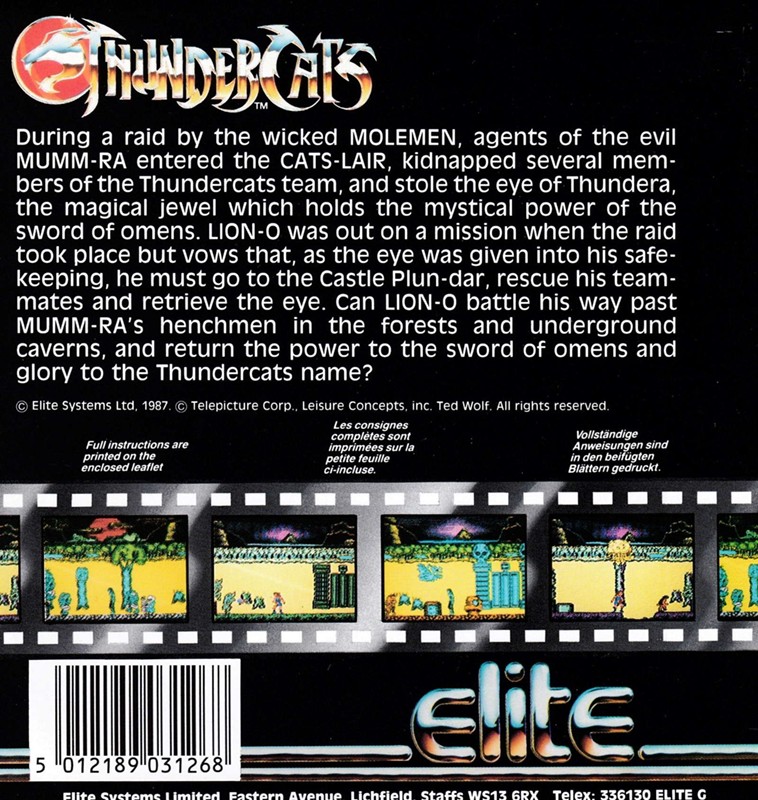 THUNDERCATS
TM
During a raid by the wicked MOLEMEN, agents of the evil
MUMM-RA entered the CATS-LAIR, kidnapped several mem-
bers of the Thundercats team, and stole the eye of Thundera,
the magical jewel which holds the mystical power of the
sword of omens. LION-O was out on a mission when the raid
took place but vows that, as the eye was given into his safe-
keeping, he must go to the Castle Plun-dar, rescue his team-
mates and retrieve the eye. Can LION-O battle his way past
MUMM-RA's henchmen in the forests and underground
caverns, and return the power to the sword of omens and
glory to the Thundercats name?
© Elite Systems Ltd, 1987. © Telepicture Corp., Leisure Concepts, inc. Ted Wolf. All rights reserved.
Full instructions are
printed on the
enclosed leaflet
Les consignes
complètes sont
imprimées sur la
petite feuille
ci-incluse.
Vollständige
Anweisungen sind
in den beifügten
Blättern gedruckt.
elite
5 012189 031268
Elite Systems Limited, Eastern Avenue, Lichfield, Staffs WS13 6RX Telex: 336130 ELITE G